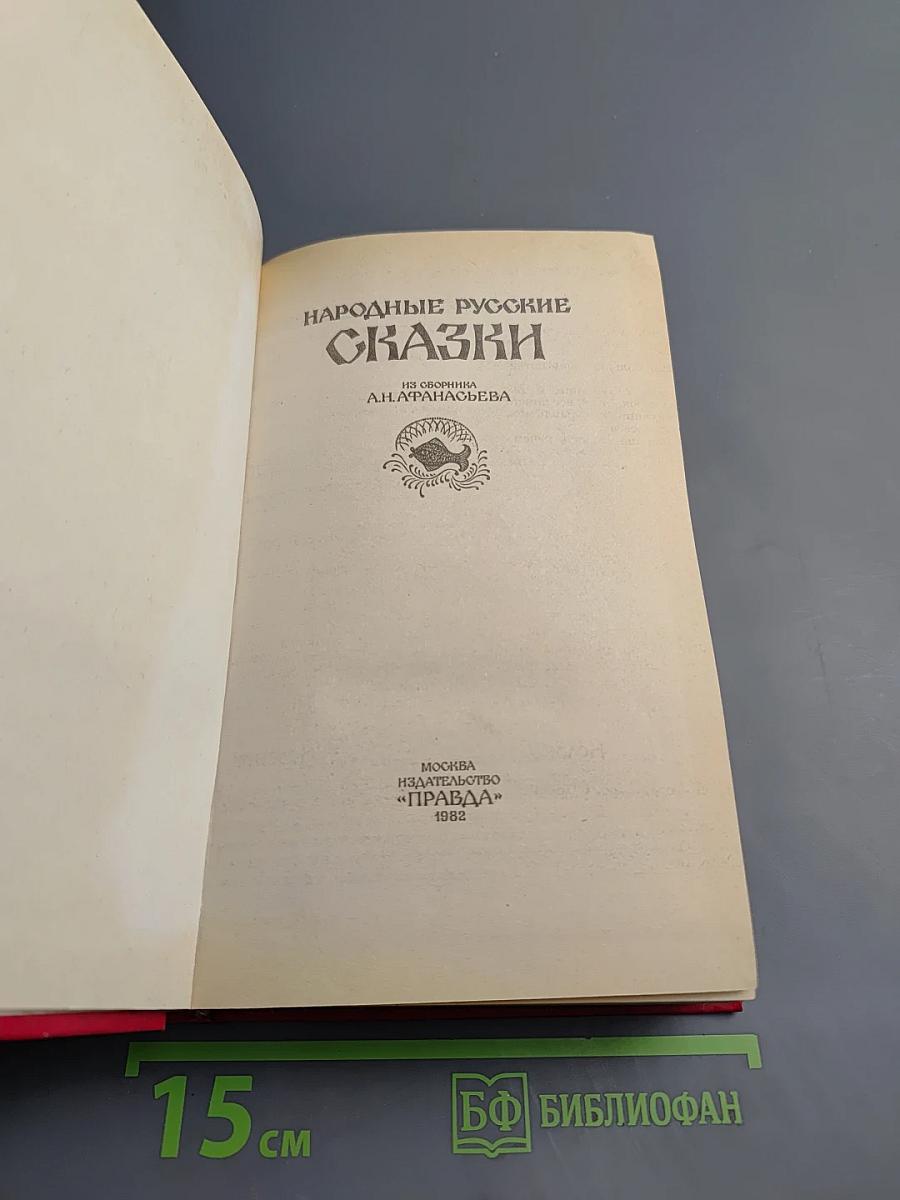 НАРОДНЫЕ РУССКИЕ
СКАЗКИ
ИЗ СБОРНИКА
А.Н.АФАНАСЬЕВА
МОСКВА
ИЗДАТЕЛЬСТВО
«ПРАВДА»
1982
15 СМ
БФ БИБЛИОФАН